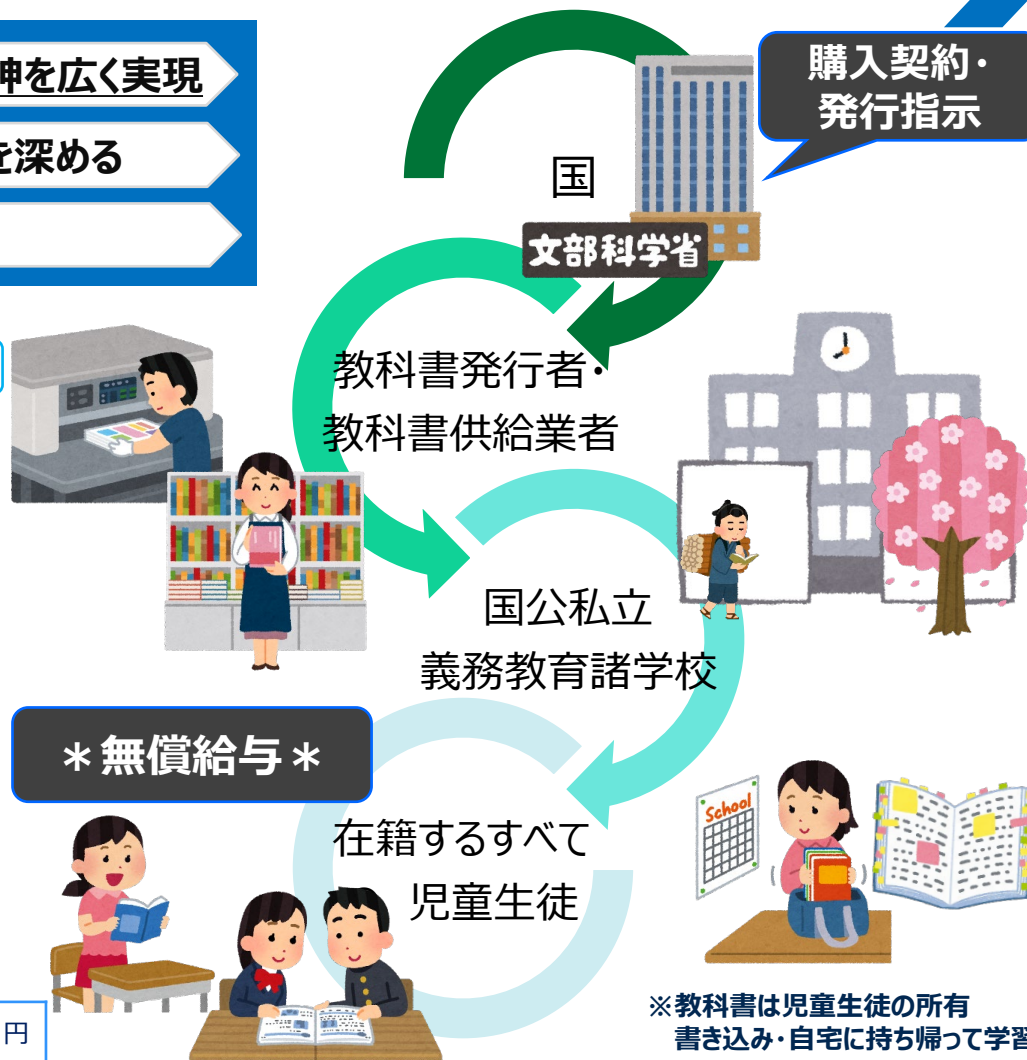 神を広く実現
を深める
購入契約・
発行指示
国
文部科学省
教科書発行者・
教科書供給業者
国公私立
義務教育諸学校
＊無償給与＊
在籍するすべて
児童生徒
School
※教科書は児童生徒の所有
書き込み・自宅に持ち帰って学習
円